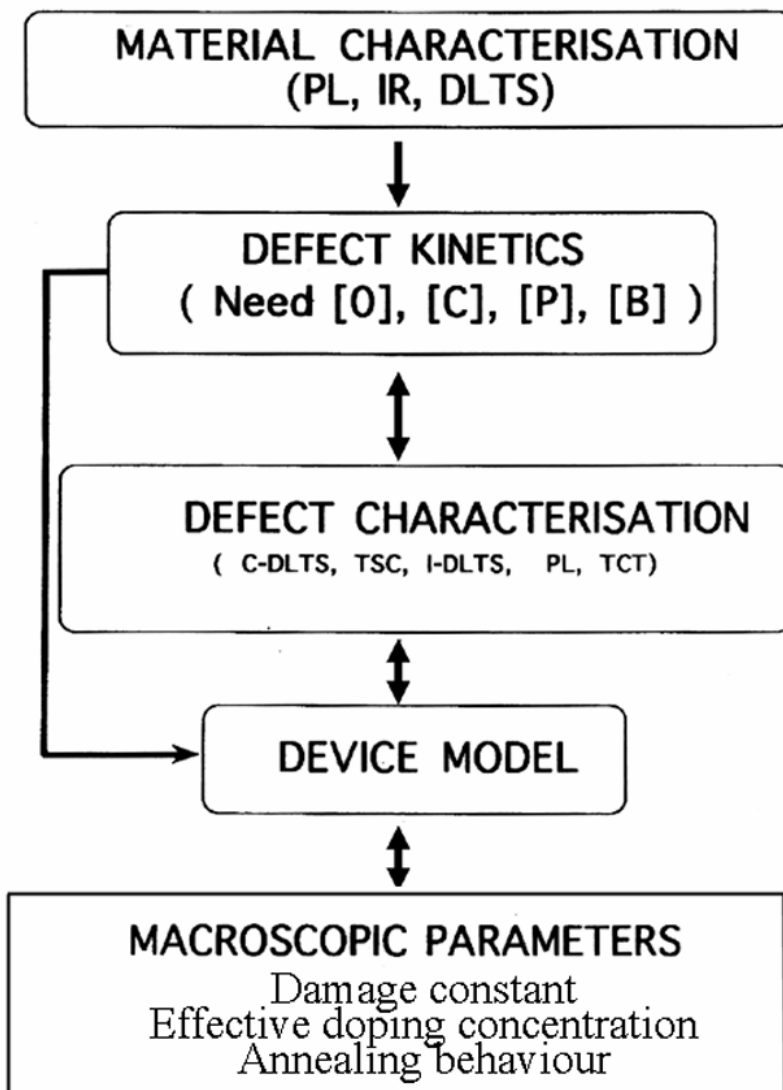 MATERIAL CHARACTERISATION
(PL, IR, DLTS)
DEFECT KINETICS
( Need [O], [C], [P], [B] )
DEFECT CHARACTERISATION
( C-DLTS, TSC, I-DLTS, PL, TCT)
DEVICE MODEL
MACROSCOPIC PARAMETERS
Damage constant
Effective doping concentration
Annealing behaviour